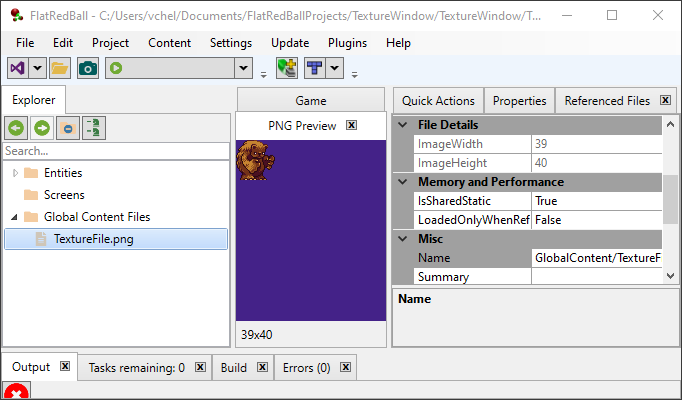 FlatRedBall - C:/Users/vchel/Documents/FlatRedBallProjects/TextureWindow/TextureWindow/T...
File Edit Project Content Settings Update Plugins Help
Explorer
Search...
Entities
Screens
Global Content Files
TextureFile.png
Game
PNG Preview
39x40
Quick Actions Properties Referenced Files
File Details
ImageWidth 39
ImageHeight 40
Memory and Performance
IsSharedStatic True
LoadedOnlyWhenRef False
Misc
Name GlobalContent/TextureF
Summary
Name
Output Tasks remaining: 0 Build Errors (0)